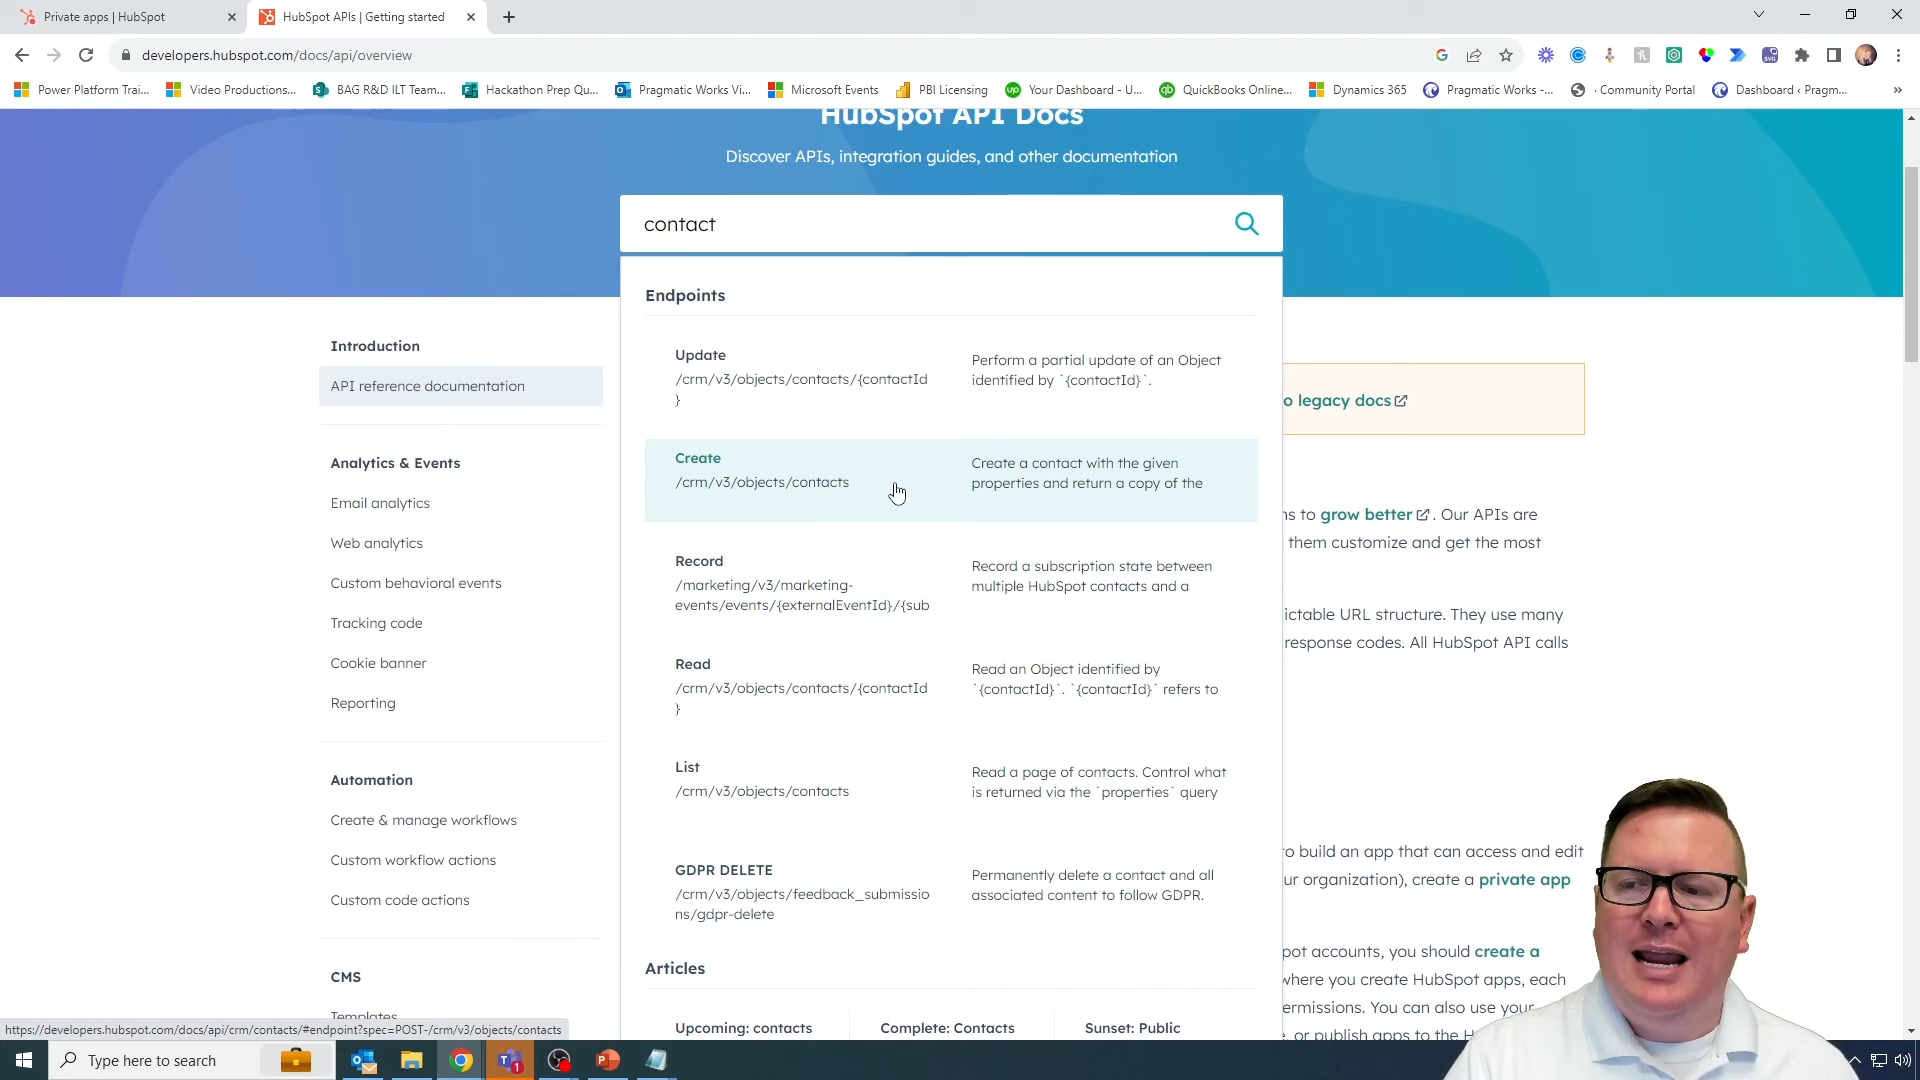 Private apps | HubSpot
HubSpot APIs | Getting started
developers.hubspot.com/docs/api/overview
Power Platform Trai...
Video Productions...
BAG R&D ILT Team...
Hackathon Prep Qu...
Pragmatic Works Vi...
Microsoft Events
PBI Licensing
Your Dashboard - U...
QuickBooks Online...
Dynamics 365
Pragmatic Works -...
· Community Portal
Dashboard ‹ Pragm...
»
HubSpot API Docs
Discover APIs, integration guides, and other documentation
contact
Endpoints
Update
/crm/v3/objects/contacts/{contactId
}
Perform a partial update of an Object
identified by `{contactId}`.
Create
/crm/v3/objects/contacts
Create a contact with the given
properties and return a copy of the
Record
/marketing/v3/marketing-
events/events/{externalEventId}/{sub
Record a subscription state between
multiple HubSpot contacts and a
Read
/crm/v3/objects/contacts/{contactId
}
Read an Object identified by
`{contactId}`. `{contactId}` refers to
List
/crm/v3/objects/contacts
Read a page of contacts. Control what
is returned via the `properties` query
GDPR DELETE
/crm/v3/objects/feedback_submissio
ns/gdpr-delete
Permanently delete a contact and all
associated content to follow GDPR.
Articles
Upcoming: contacts
Complete: Contacts
Sunset: Public
Introduction
API reference documentation
Analytics & Events
Email analytics
Web analytics
Custom behavioral events
Tracking code
Cookie banner
Reporting
Automation
Create & manage workflows
Custom workflow actions
Custom code actions
CMS
Templates
o legacy docs
ns to grow better. Our APIs are
them customize and get the most
ictable URL structure. They use many
response codes. All HubSpot API calls
to build an app that can access and edit
ur organization), create a private app
pot accounts, you should create a
where you create HubSpot apps, each
ermissions. You can also use your
, or publish apps to the H
https://developers.hubspot.com/docs/api/crm/contacts/#endpoint?spec=POST-/crm/v3/objects/contacts
Type here to search
1